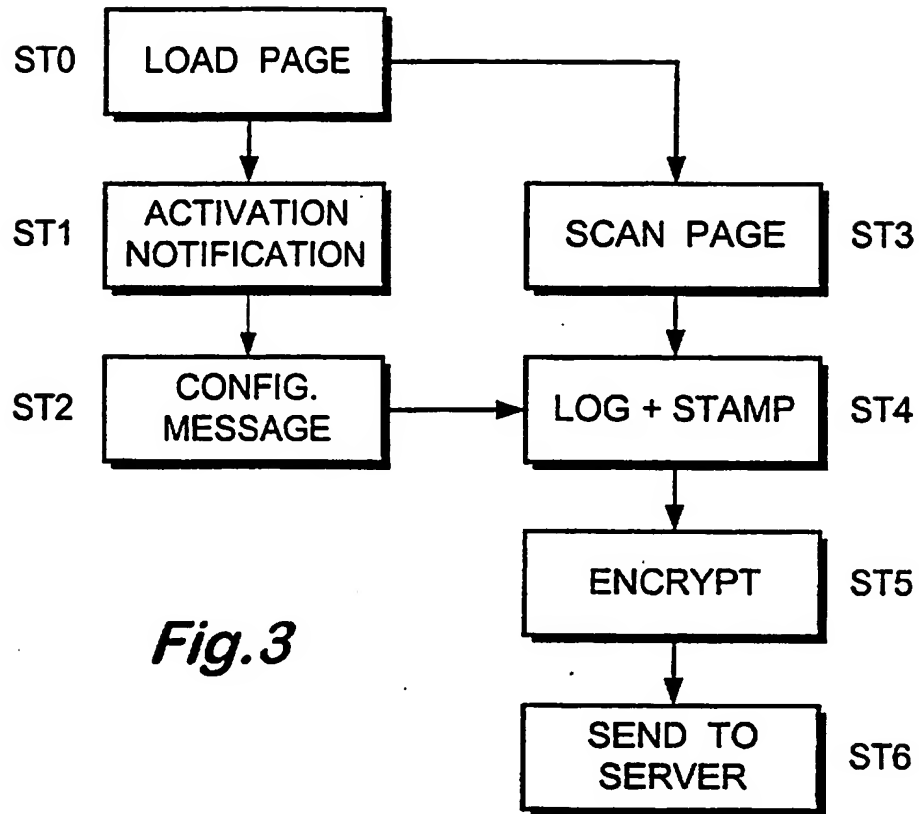 ST0
LOAD PAGE
ST1
ACTIVATION
NOTIFICATION
SCAN PAGE
ST3
ST2
CONFIG.
MESSAGE
LOG + STAMP
ST4
ENCRYPT
ST5
Fig.3
SEND TO
SERVER
ST6